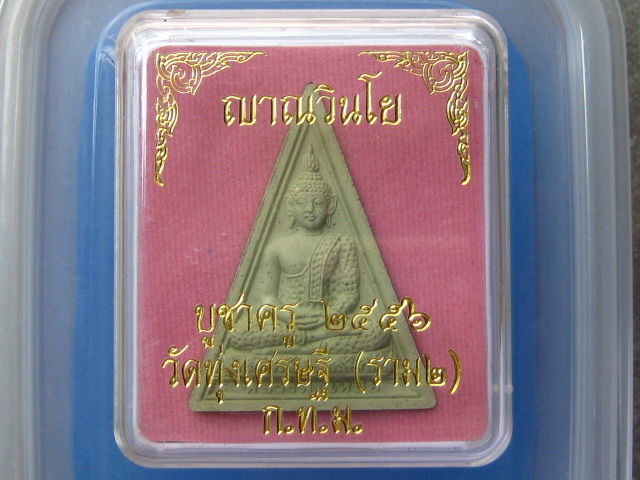 ญาณวินโย
บูชาครู ๒๕๕๖
วัดทุ่งเศรษฐี (ราม๒)
ก.ท.ม.